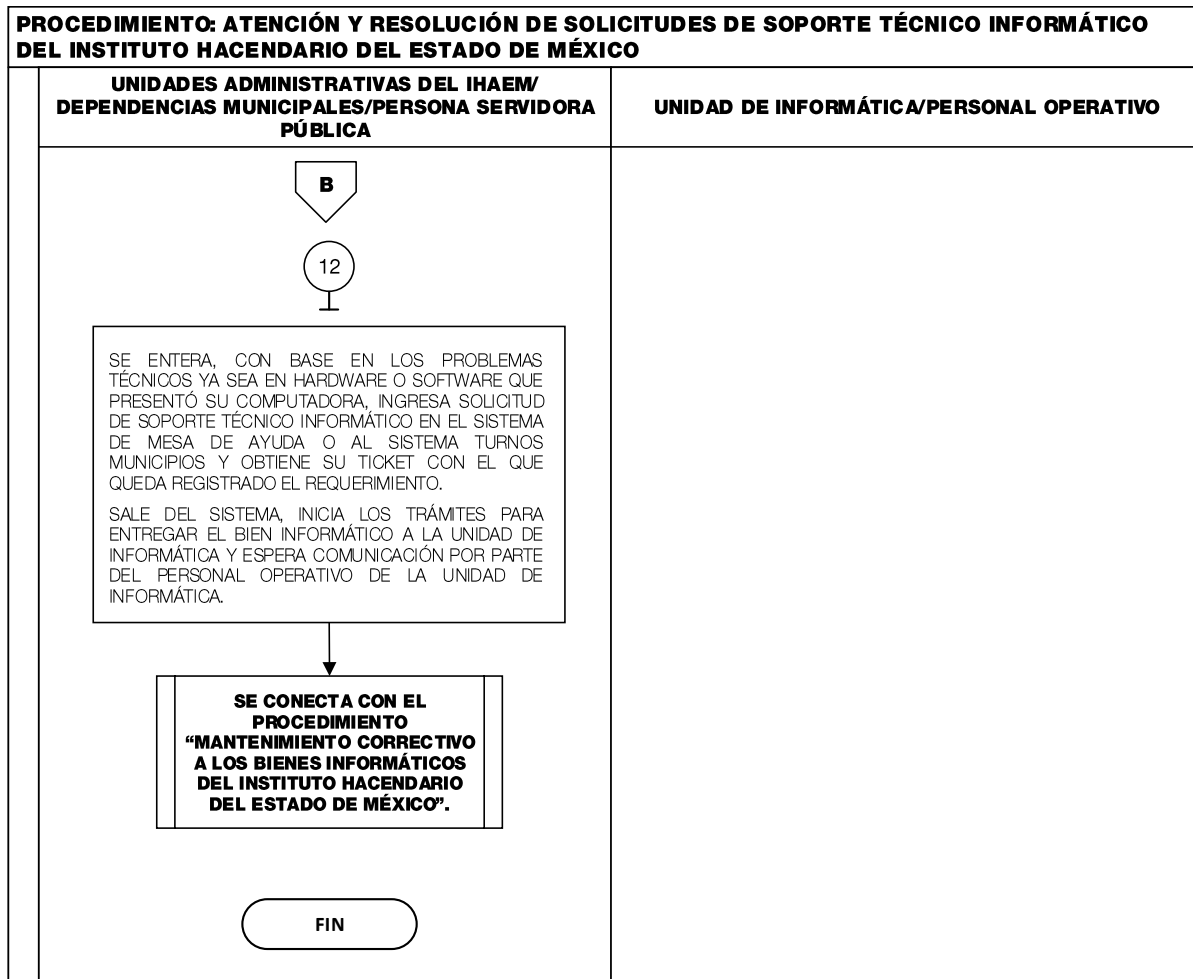 PROCEDIMIENTO: ATENCIÓN Y RESOLUCIÓN DE SOLICITUDES DE SOPORTE TÉCNICO INFORMÁTICO
DEL INSTITUTO HACENDARIO DEL ESTADO DE MÉXICO
UNIDADES ADMINISTRATIVAS DEL IHAEM/
DEPENDENCIAS MUNICIPALES/PERSONA SERVIDORA
PÚBLICA
UNIDAD DE INFORMÁTICA/PERSONAL OPERATIVO
B
12
SE ENTERA, CON BASE EN LOS PROBLEMAS
TÉCNICOS YA SEA EN HARDWARE O SOFTWARE QUE
PRESENTÓ SU COMPUTADORA, INGRESA SOLICITUD
DE SOPORTE TÉCNICO INFORMÁTICO EN EL SISTEMA
DE MESA DE AYUDA O AL SISTEMA TURNOS
MUNICIPIOS Y OBTIENE SU TICKET CON EL QUE
QUEDA REGISTRADO EL REQUERIMIENTO.
SALE DEL SISTEMA, INICIA LOS TRÁMITES PARA
ENTREGAR EL BIEN INFORMÁTICO A LA UNIDAD DE
INFORMÁTICA Y ESPERA COMUNICACIÓN POR PARTE
DEL PERSONAL OPERATIVO DE LA UNIDAD DE
INFORMÁTICA.
SE CONECTA CON EL
PROCEDIMIENTO
“MANTENIMIENTO CORRECTIVO
A LOS BIENES INFORMÁTICOS
DEL INSTITUTO HACENDARIO
DEL ESTADO DE MÉXICO”.
FIN